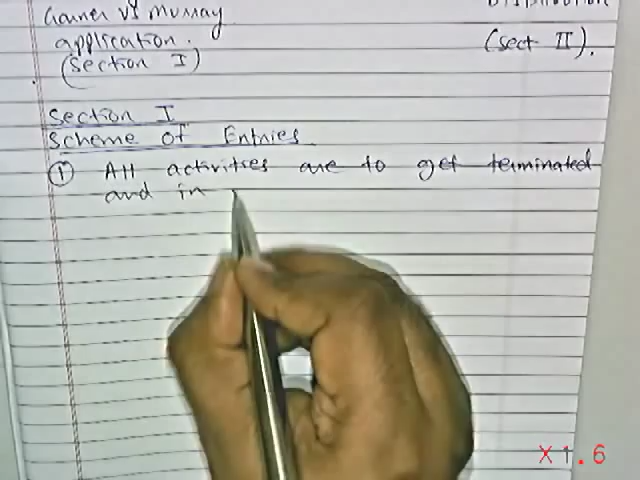 Garner vs Murray
application.
(Section I)
(sect II).
Section I
Scheme of Entries
① All activities are to get terminated
and in
X1.6